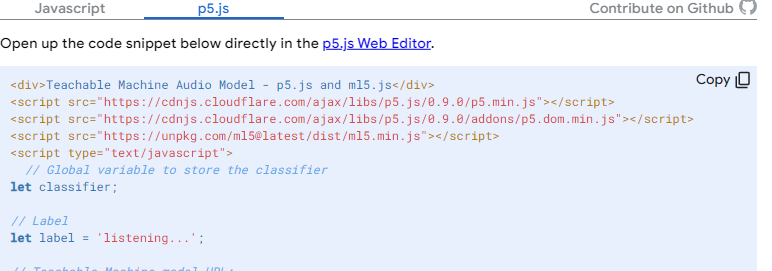 Javascript p5.js Contribute on Github
Open up the code snippet below directly in the p5.js Web Editor.
Copy
<div>Teachable Machine Audio Model - p5.js and ml5.js</div>
<script src="https://cdnjs.cloudflare.com/ajax/libs/p5.js/0.9.0/p5.min.js"></script>
<script src="https://cdnjs.cloudflare.com/ajax/libs/p5.js/0.9.0/addons/p5.dom.min.js"></script>
<script src="https://unpkg.com/ml5@latest/dist/ml5.min.js"></script>
<script type="text/javascript">
// Global variable to store the classifier
let classifier;
// Label
let label = 'listening...';
// Teachable Machine model URL: